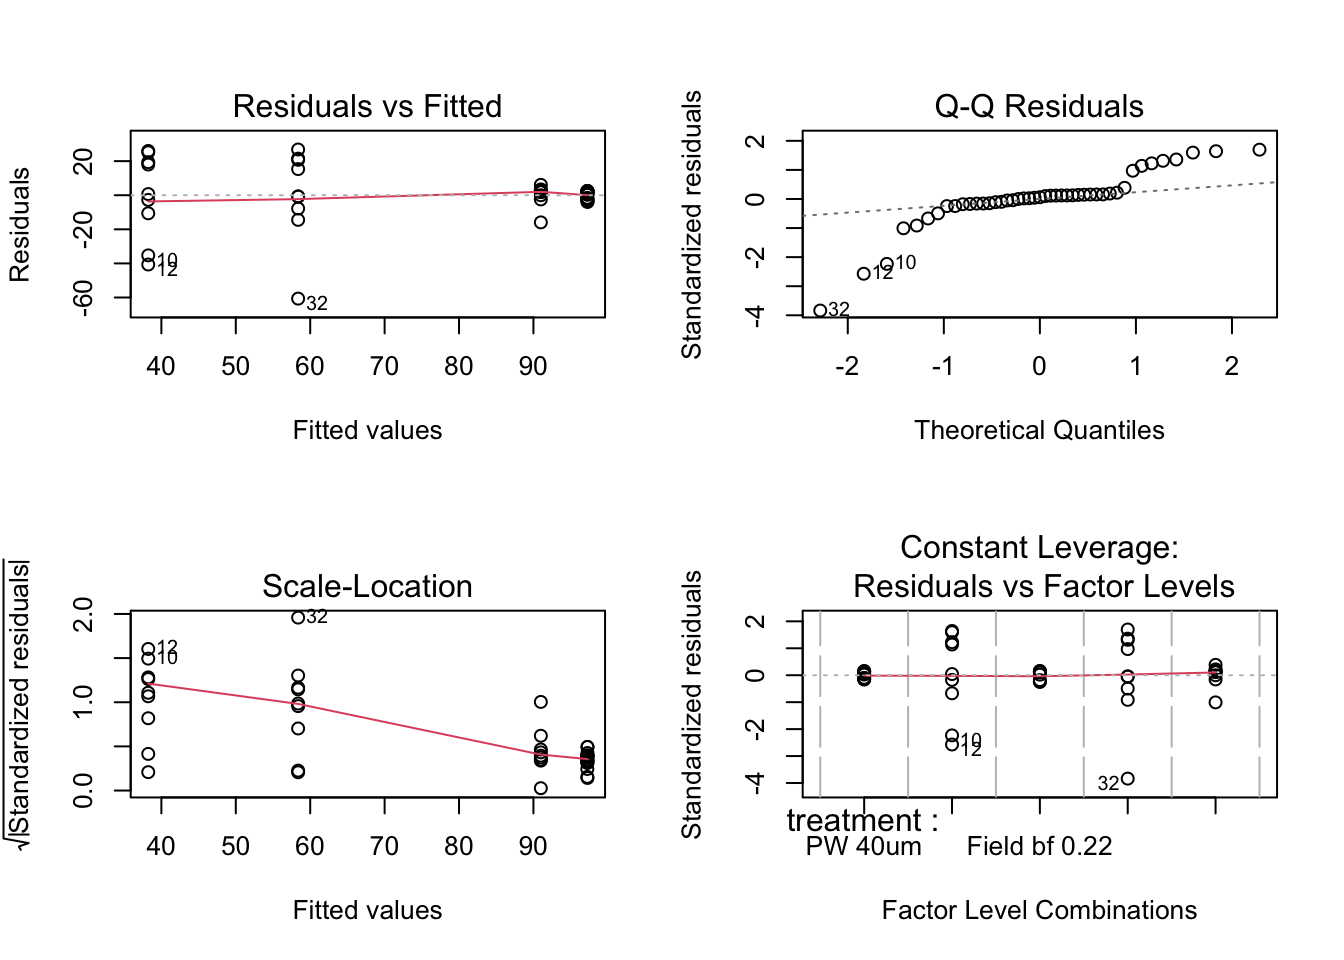 Residuals vs Fitted
Residuals
20
-20
-60
10
12
32
40 50 60 70 80 90
Fitted values
Q-Q Residuals
Standardized residuals
2
0
-2
-4
32
12
10
-2 -1 0 1 2
Theoretical Quantiles
Scale-Location
√|Standardized residuals|
2.0
1.0
0.0
12
10
32
40 50 60 70 80 90
Fitted values
Constant Leverage:
Residuals vs Factor Levels
Standardized residuals
2
0
-2
-4
10
12
32
treatment :
PW 40um Field bf 0.22
Factor Level Combinations